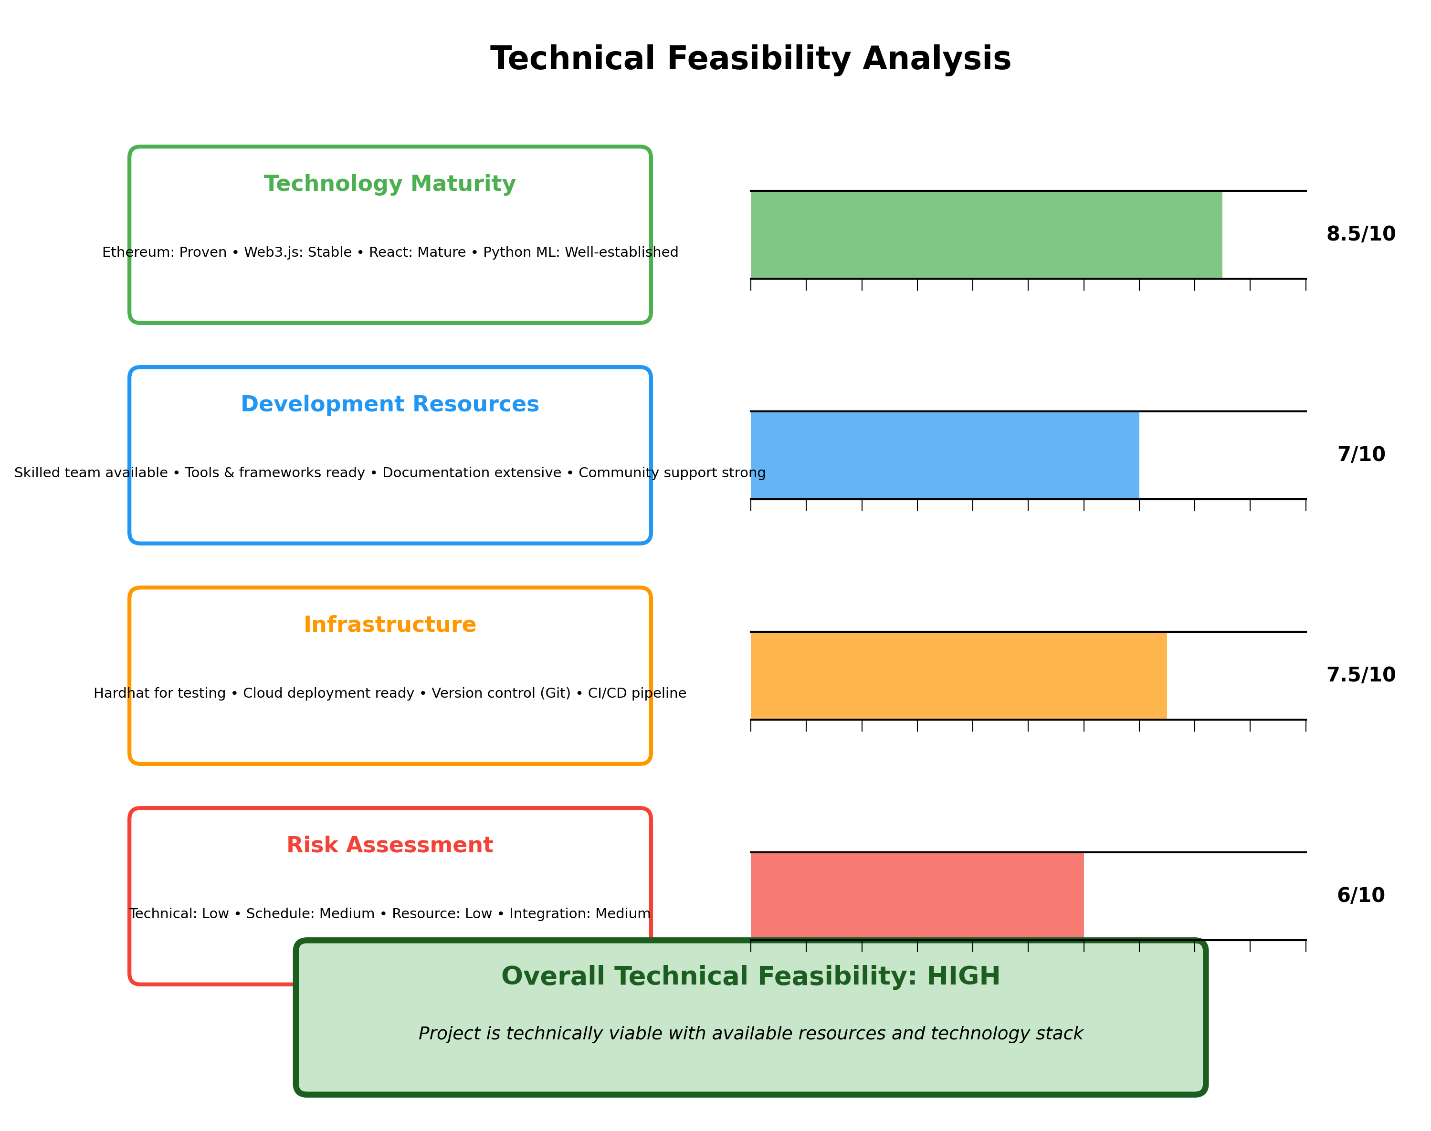 Technical Feasibility Analysis
Technology Maturity
Ethereum: Proven • Web3.js: Stable • React: Mature • Python ML: Well-established
8.5/10
Development Resources
Skilled team available • Tools & frameworks ready • Documentation extensive • Community support strong
7/10
Infrastructure
Hardhat for testing • Cloud deployment ready • Version control (Git) • CI/CD pipeline
7.5/10
Risk Assessment
Technical: Low • Schedule: Medium • Resource: Low • Integration: Medium
6/10
Overall Technical Feasibility: HIGH
Project is technically viable with available resources and technology stack